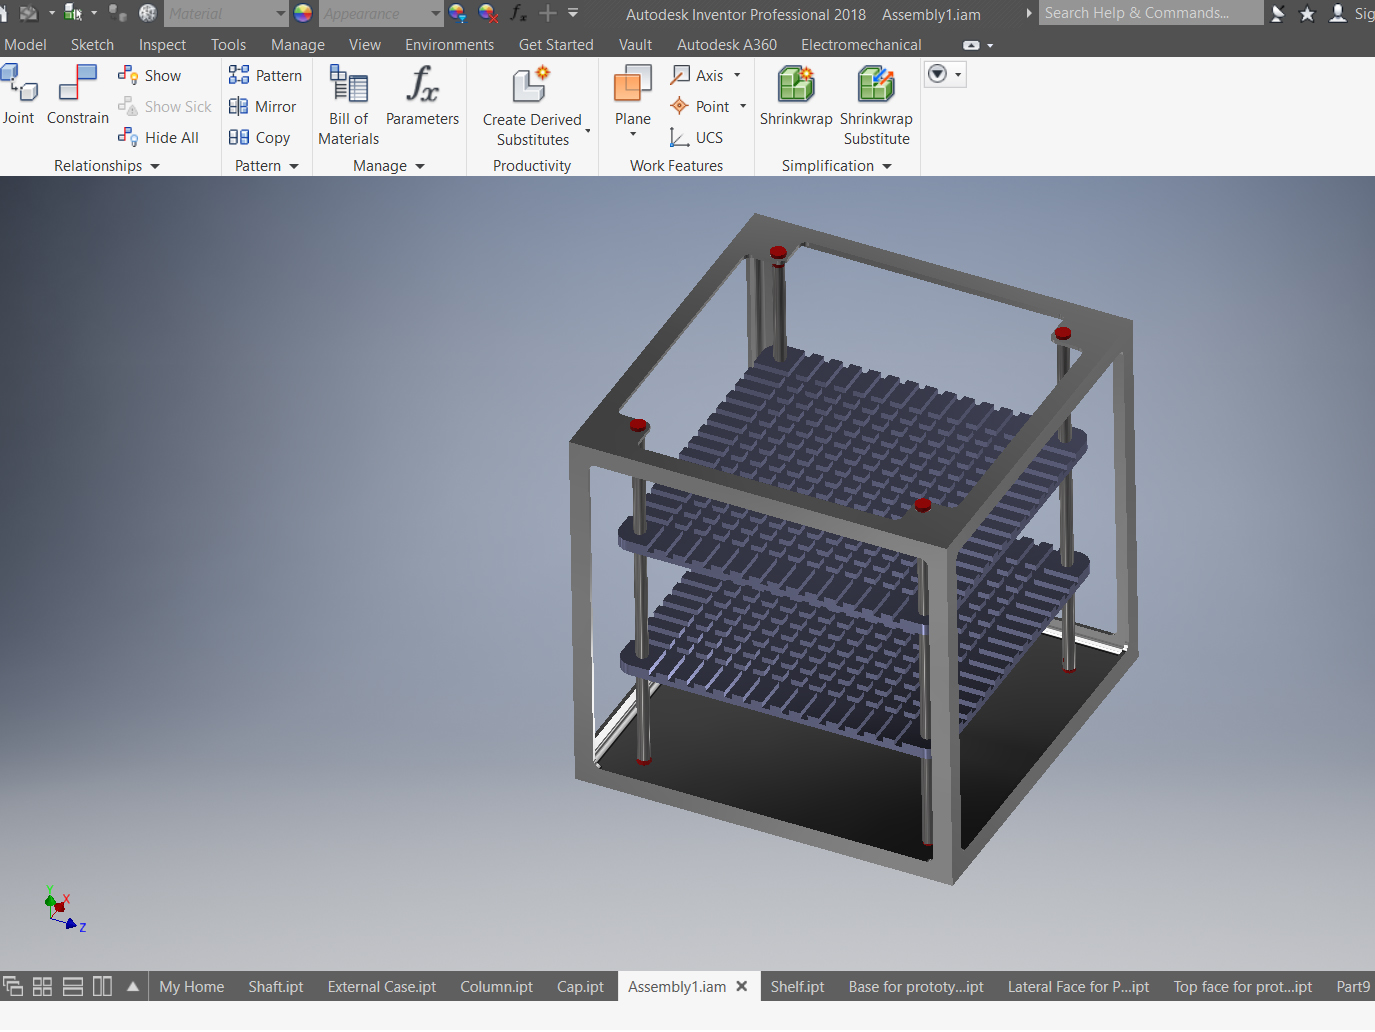 Material
Appearance
Autodesk Inventor Professional 2018 Assembly1.iam
Search Help & Commands...
Sig
Model Sketch Inspect Tools Manage View Environments Get Started Vault Autodesk A360 Electromechanical
Joint
Constrain
Show
Show Sick
Hide All
Relationships
Pattern
Mirror
Copy
Pattern
Bill of
Materials
Parameters
Manage
Create Derived
Substitutes
Productivity
Plane
Axis
Point
UCS
Work Features
Shrinkwrap
Shrinkwrap
Substitute
Simplification
Y
X
Z
My Home Shaft.ipt External Case.ipt Column.ipt Cap.ipt Assembly1.iam Shelf.ipt Base for prototy...ipt Lateral Face for P...ipt Top face for prot...ipt Part9